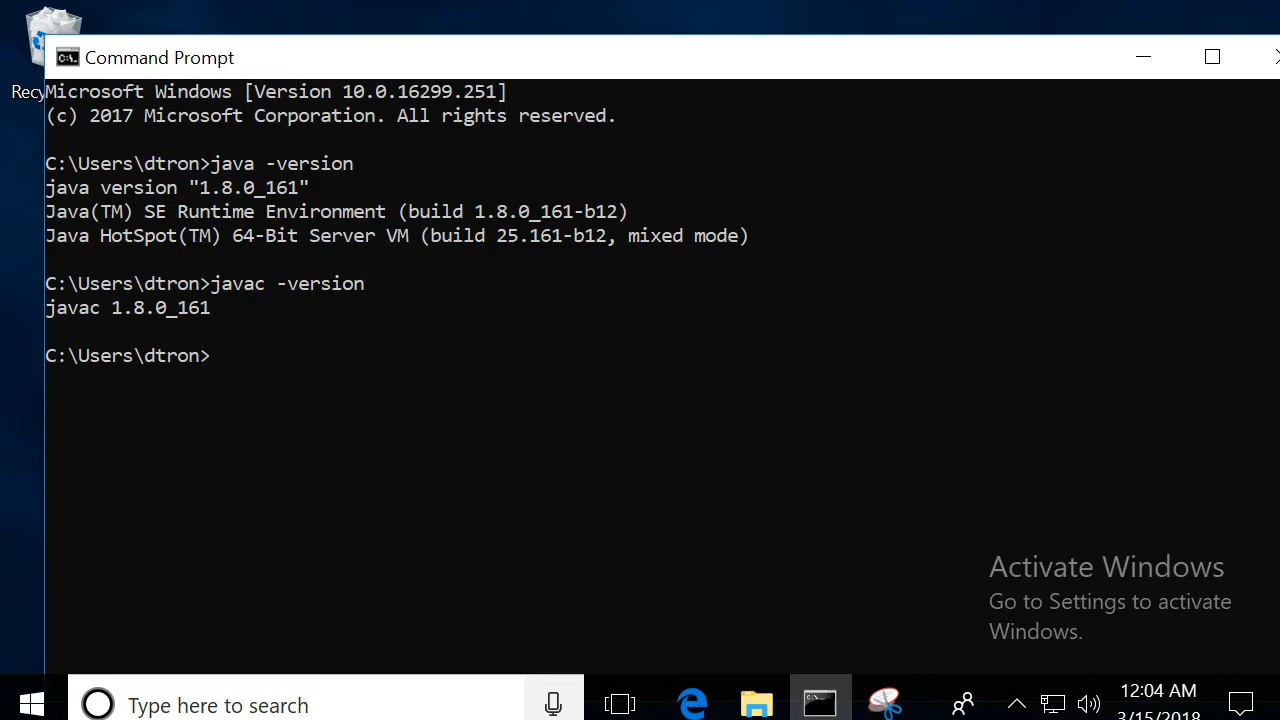 Command Prompt
Recy
Microsoft Windows [Version 10.0.16299.251]
(c) 2017 Microsoft Corporation. All rights reserved.
C:\Users\dtron>java -version
java version "1.8.0_161"
Java(TM) SE Runtime Environment (build 1.8.0_161-b12)
Java HotSpot(TM) 64-Bit Server VM (build 25.161-b12, mixed mode)
C:\Users\dtron>javac -version
javac 1.8.0_161
C:\Users\dtron>
Activate Windows
Go to Settings to activate
Windows.
Type here to search
12:04 AM
3/15/2018